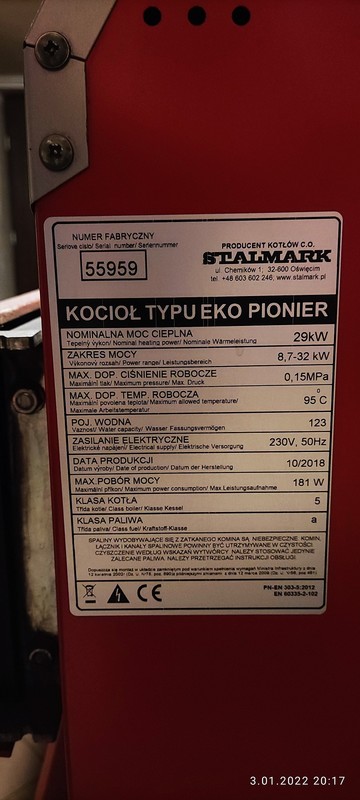 NUMER FABRYCZNY
Seriové cislo/ Serial number/ Seriennummer
55959
PRODUCENT KOTŁÓW C.O.
STALMARK
ul. Chemików 1, 32-600 Oświęcim
tel. +48 603 602 246; www.stalmark.pl
KOCIOŁ TYPU EKO PIONIER
NOMINALNA MOC CIEPLNA
Tepelný výkon/ Nominal heating power/ Nominale Wärmeleistung
29kW
ZAKRES MOCY
Výkonový rozsah/ Power range/ Leistungsbereich
8,7-32 kW
MAX. DOP. CIŚNIENIE ROBOCZE
Maximální tlak/ Maximum pressure/ Max. Druck
0,15MPa
MAX. DOP. TEMP. ROBOCZA
Maximální povolena teplota/ Maximum allowed temperature/
Maximale Arbeitstemperatur
95°C
POJ. WODNA
Vaznost/ Water capacity/ Wasser Fassungsvermögen
123
ZASILANIE ELEKTRYCZNE
Elektrické napájení/ Electrical supply/ Elektrische Versorgung
230V, 50Hz
DATA PRODUKCJI
Datum výroby/ Date of production/ Datum der Herstellung
10/2018
MAX.POBÓR MOCY
Maximální příkon/ Maximum power consumption/ Max Leistungsaufnahme
181 W
KLASA KOTŁA
Třída kotle/ Class boiler/ Klasse Kessel
5
KLASA PALIWA
Třída paliva/ Class fuel/ Kraftstoff-Klasse
a
SPALINY WYDOBYWAJĄCE SIĘ Z ZATKANEGO KOMINA SĄ NIEBEZPIECZNE. KOMIN,
ŁĄCZNIK I KANAŁY SPALINOWE POWINNY BYĆ UTRZYMYWANE W CZYSTOŚCI
CZYSZCZENIE WEDŁUG WSKAZAŃ WYTWÓRCY. NALEŻY STOSOWAĆ JEDYNIE
ZALECANE PALIWA. NALEŻY PRZESTRZEGAĆ INSTRUKCJI OBSŁUGI
CE
PN-EN 303-5:2012
EN 60335-2-102
3.01.2022 20:17